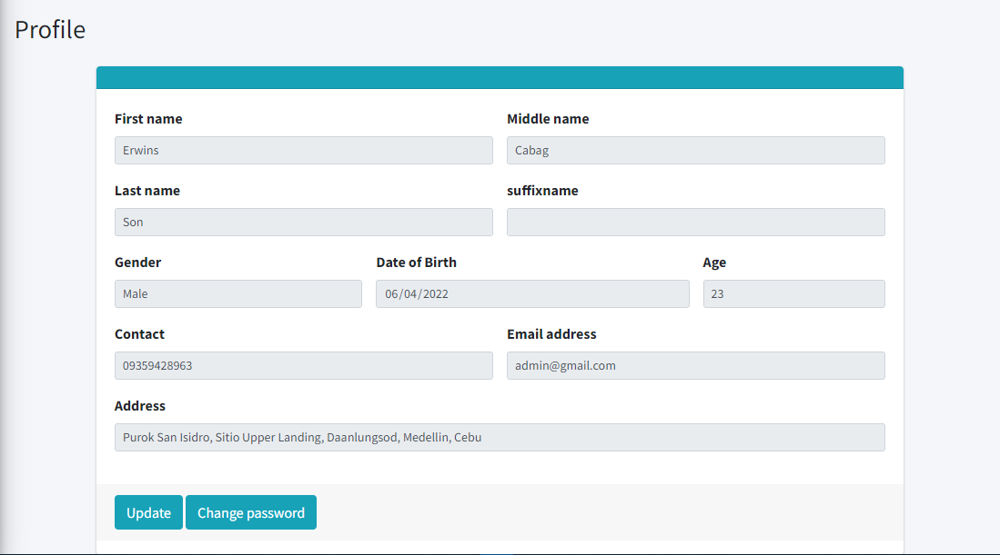 Profile
First name Middle name
Erwins Cabag
Last name suffixname
Son
Gender Date of Birth Age
Male 06/04/2022 23
Contact Email address
09359428963 admin@gmail.com
Address
Purok San Isidro, Sitio Upper Landing, Daanlungsod, Medellin, Cebu
Update Change password